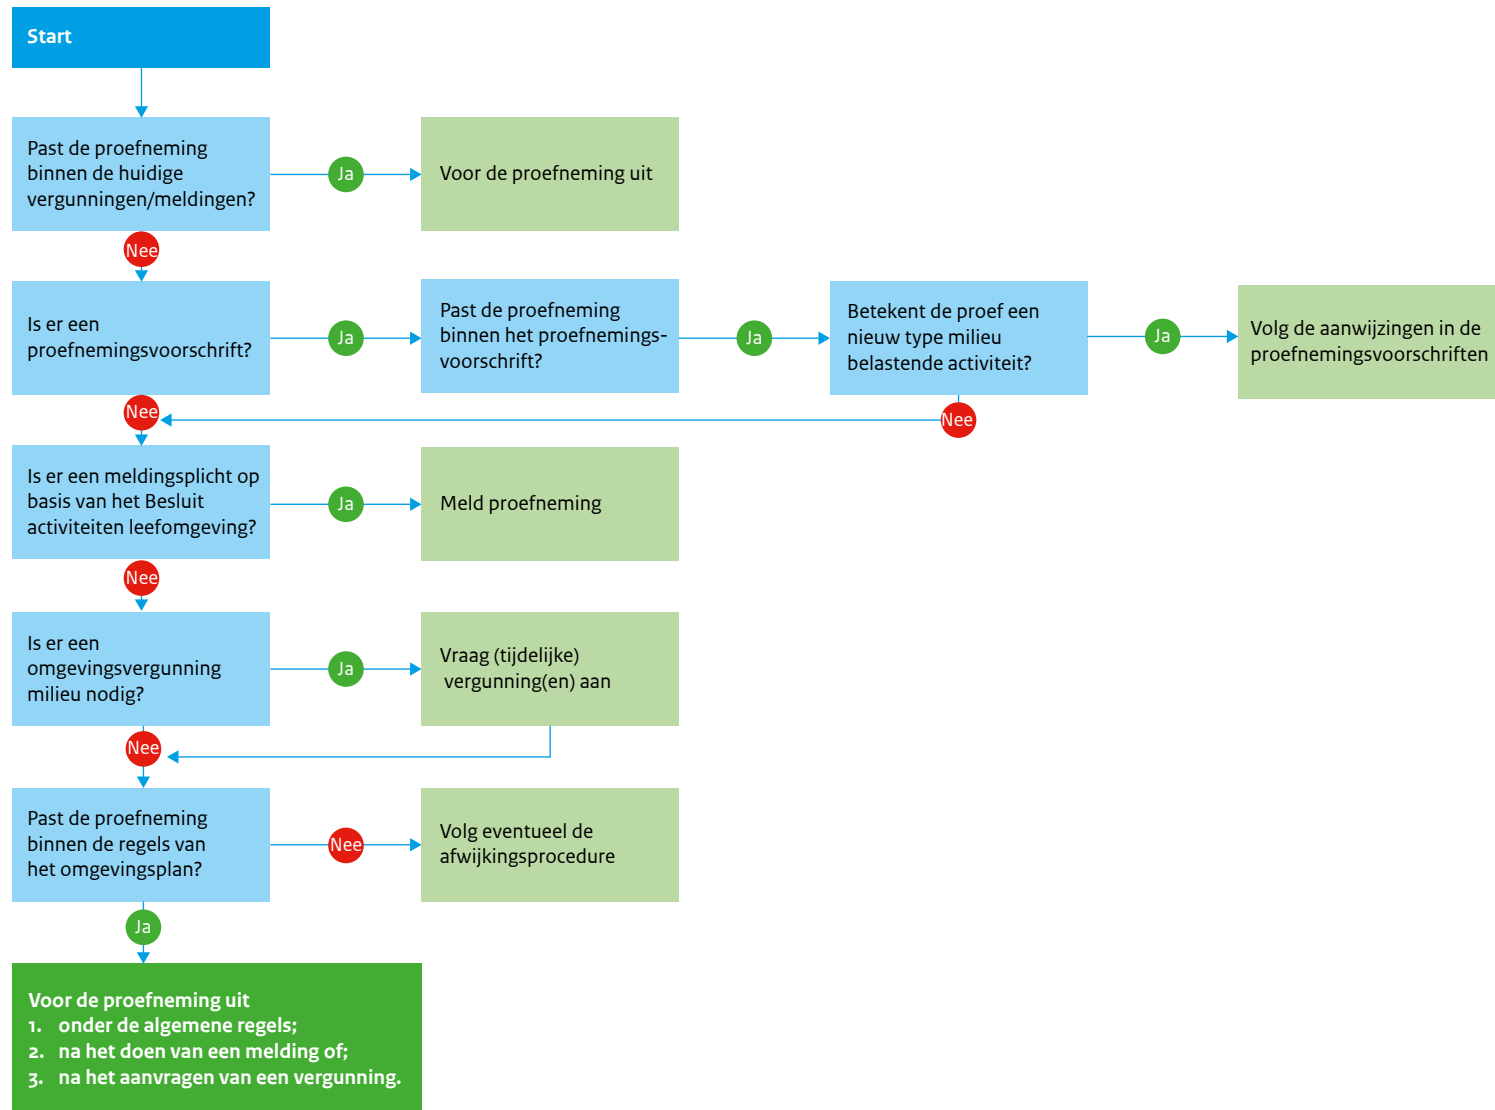 Start
Past de proefneming
binnen de huidige
vergunningen/meldingen?
Ja
Voor de proefneming uit
Nee
Is er een
proefnemingsvoorschrift?
Ja
Past de proefneming
binnen het proefnemings-
voorschrift?
Ja
Betekent de proef een
nieuw type milieu
belastende activiteit?
Ja
Volg de aanwijzingen in de
proefnemingsvoorschriften
Nee
Nee
Is er een meldingsplicht op
basis van het Besluit
activiteiten leefomgeving?
Ja
Meld proefneming
Nee
Is er een
omgevingsvergunning
milieu nodig?
Ja
Vraag (tijdelijke)
vergunning(en) aan
Nee
Past de proefneming
binnen de regels van
het omgevingsplan?
Nee
Volg eventueel de
afwijkingsprocedure
Ja
Voor de proefneming uit
1. onder de algemene regels;
2. na het doen van een melding of;
3. na het aanvragen van een vergunning.